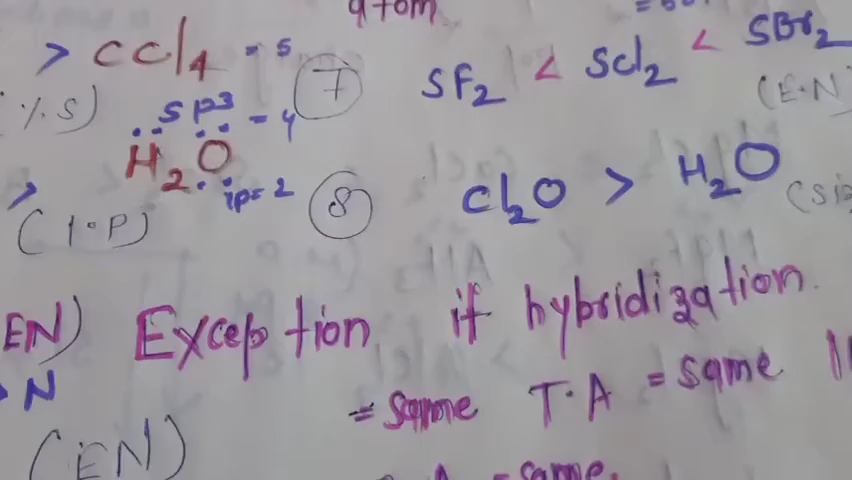 atom
> CCl4 = 5
7
SF2 < SCl2 < SBr2
(%S)
(E.N)
sp3 = 4
H2O
lp=2
>
(l.P)
8
Cl2O > H2O
EN) Exception if hybridization.
N
= same T.A = same
(EN)
A = same.